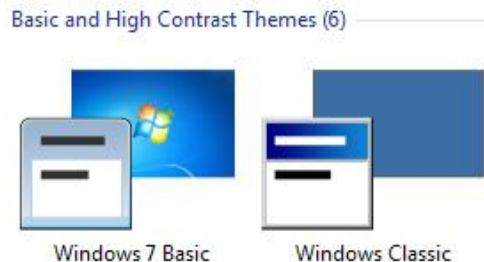 Basic and High Contrast Themes (6)
Windows 7 Basic
Windows Classic